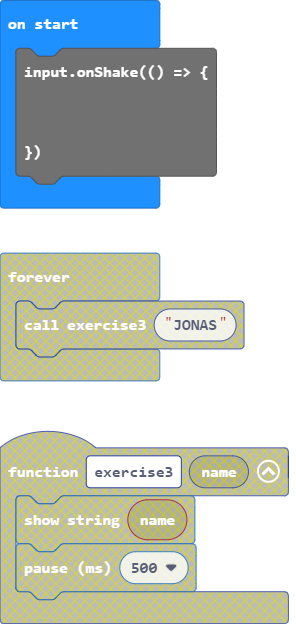 on start
input.onShake(() => {
})
forever
call exercise3 "JONAS"
function exercise3 name
show string name
pause (ms) 500